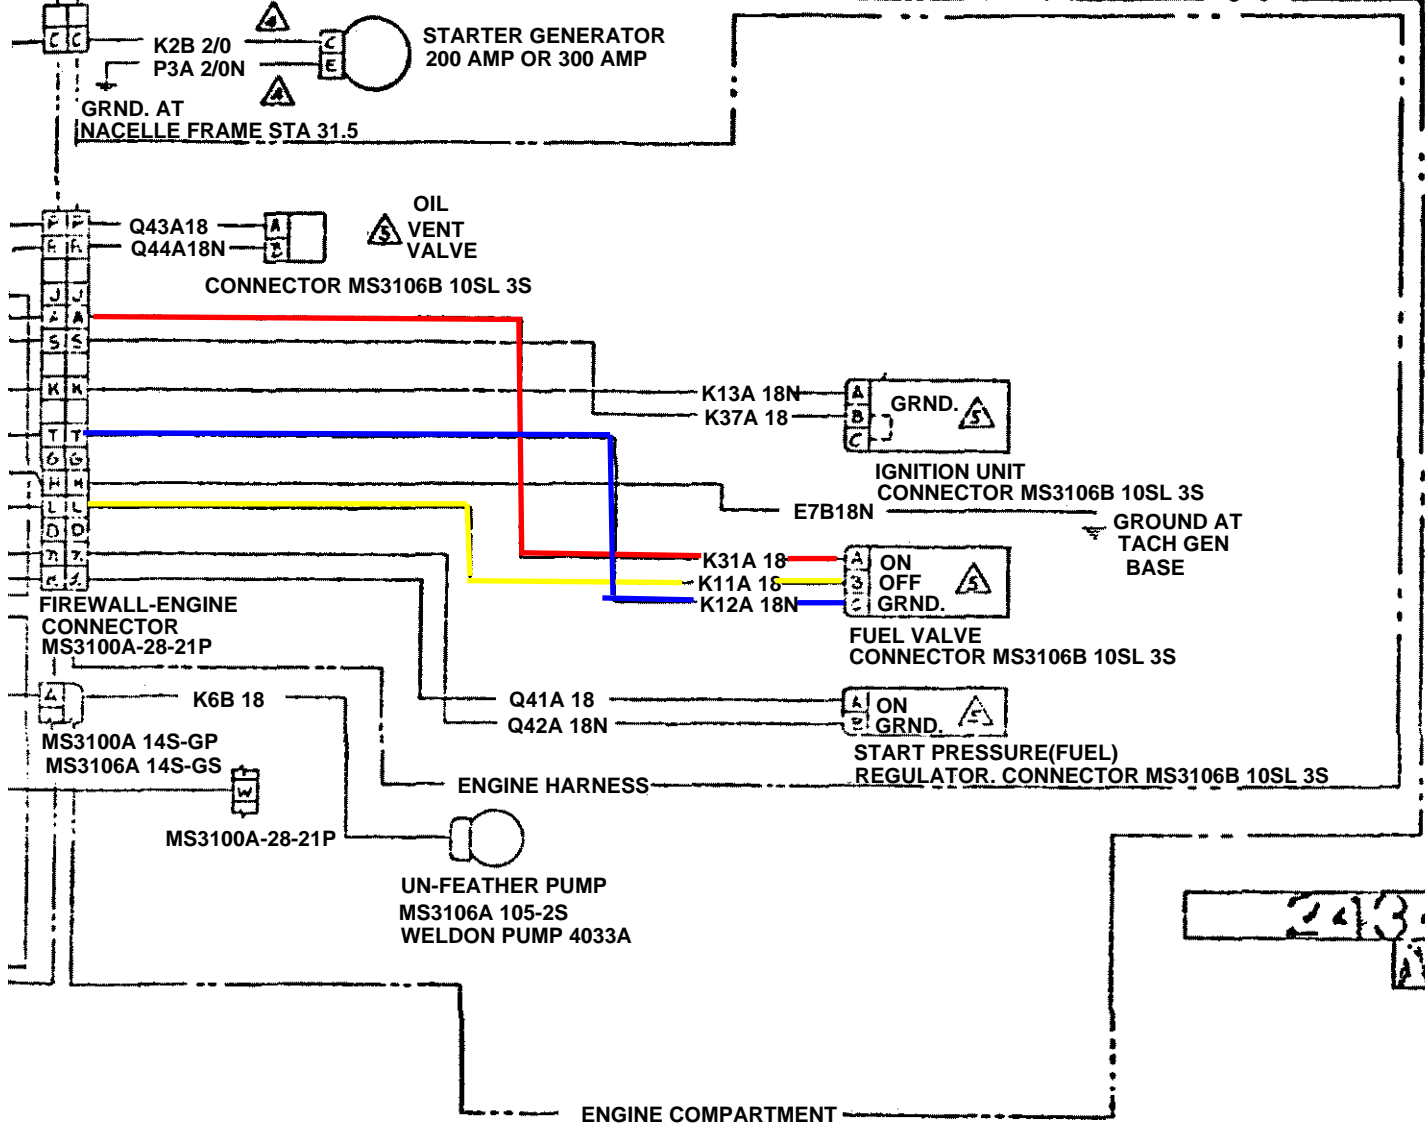 C C
K2B 2/0
4
C
STARTER GENERATOR
200 AMP OR 300 AMP
P3A 2/0N
E
4
GRND. AT
NACELLE FRAME STA 31.5
Q43A18
A
OIL
5 VENT
VALVE
Q44A18N
CONNECTOR MS3106B 10SL 3S
J J
A
S S
K K
K13A 18N
A
GRND. 5
K37A 18
B
C
T T
G G
H H
IGNITION UNIT
CONNECTOR MS3106B 10SL 3S
L L
E7B18N
GROUND AT
TACH GEN
BASE
D D
K31A 18
A ON
K11A 18
OFF 5
K12A 18N
GRND.
FIREWALL-ENGINE
CONNECTOR
MS3100A-28-21P
FUEL VALVE
CONNECTOR MS3106B 10SL 3S
K6B 18
Q41A 18
A ON
Q42A 18N
B GRND.
MS3100A 14S-GP
MS3106A 14S-GS
START PRESSURE(FUEL)
REGULATOR. CONNECTOR MS3106B 10SL 3S
ENGINE HARNESS
W
MS3100A-28-21P
UN-FEATHER PUMP
MS3106A 105-2S
WELDON PUMP 4033A
ENGINE COMPARTMENT